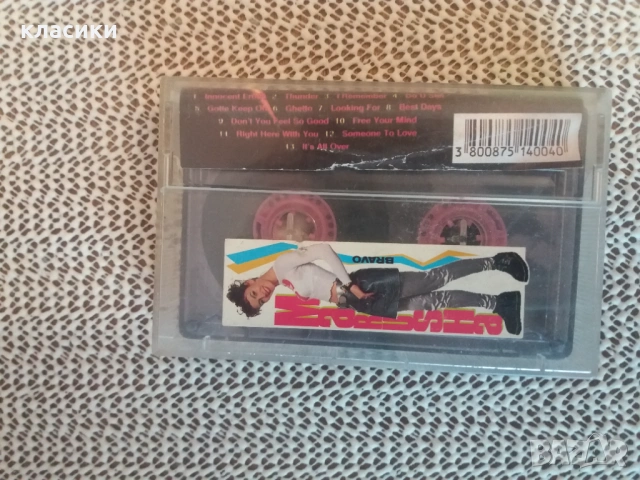 класики
1 Innocent Eyes 2 Thunder 3 I Remember 4
5 Gotta Keep On 6 Ghetto 7 Looking For 8 Best Days
9 Don't You Feel So Good 10 Free Your Mind
11 Right Here With You 12 Someone To Love
13 It's All Over
3 800875 140040
BRAVO
BAZAR